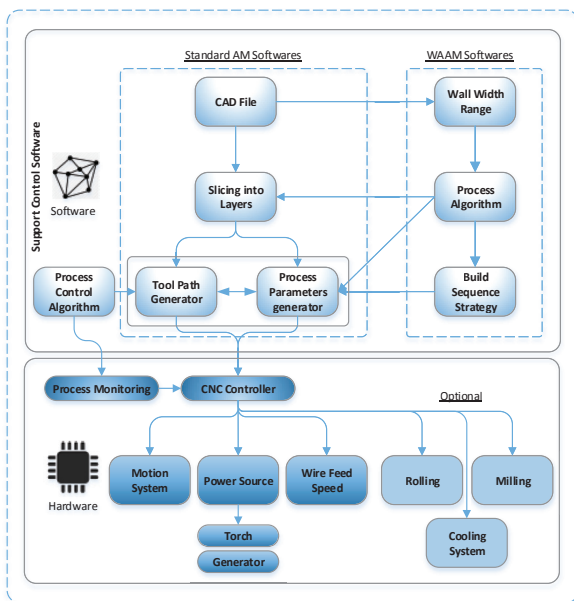 Standard AM Softwares
WAAM Softwares
CAD File
Wall Width
Range
Support Control Software
Software
Slicing into
Layers
Process
Algorithm
Process
Control
Algorithm
Tool Path
Generator
Process
Parameters
generator
Build
Sequence
Strategy
Process Monitoring
CNC Controller
Optional
Hardware
Motion
System
Power Source
Wire Feed
Speed
Rolling
Milling
Torch
Generator
Cooling
System